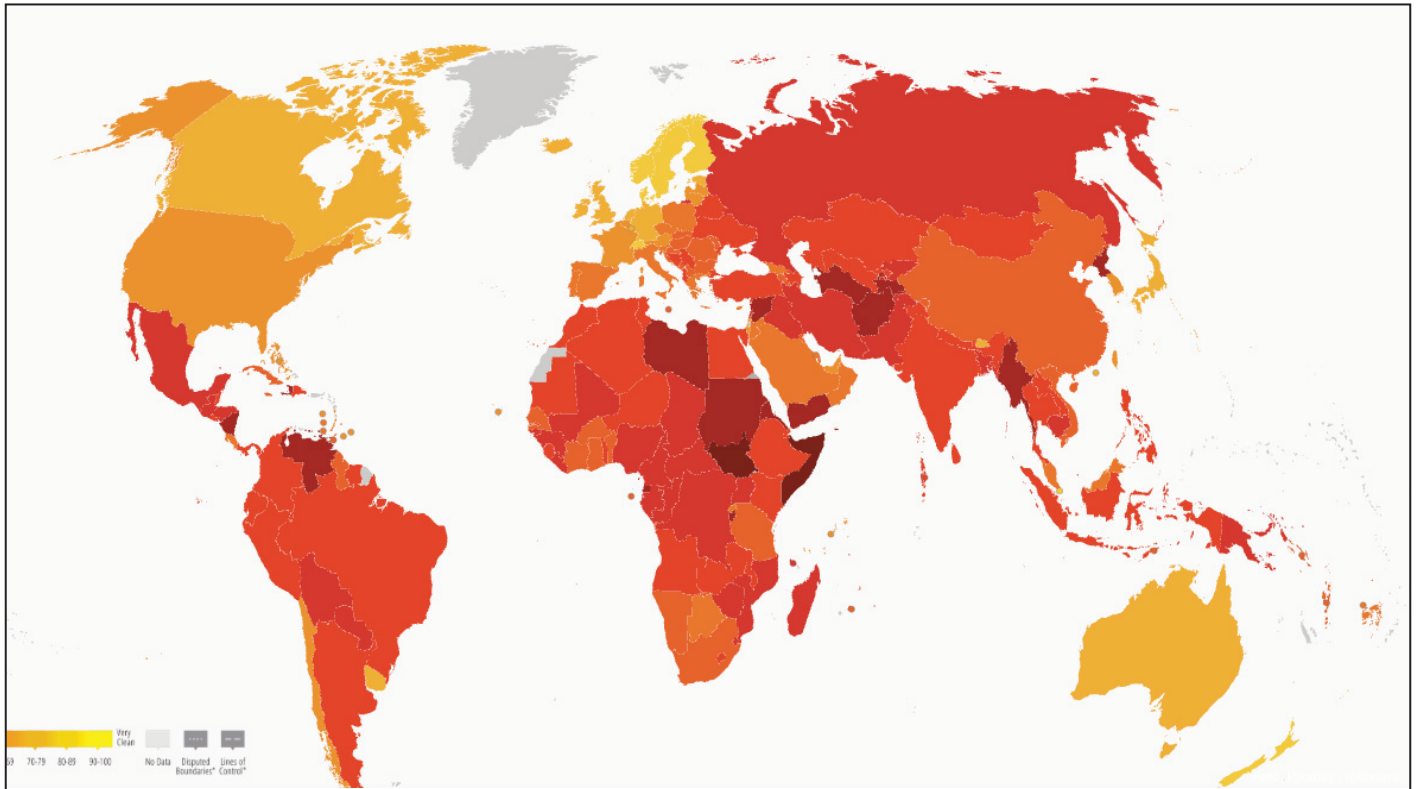 Very
Clean
69
70-79
80-89
90-100
No Data
Disputed
Boundaries*
Lines of
Control*